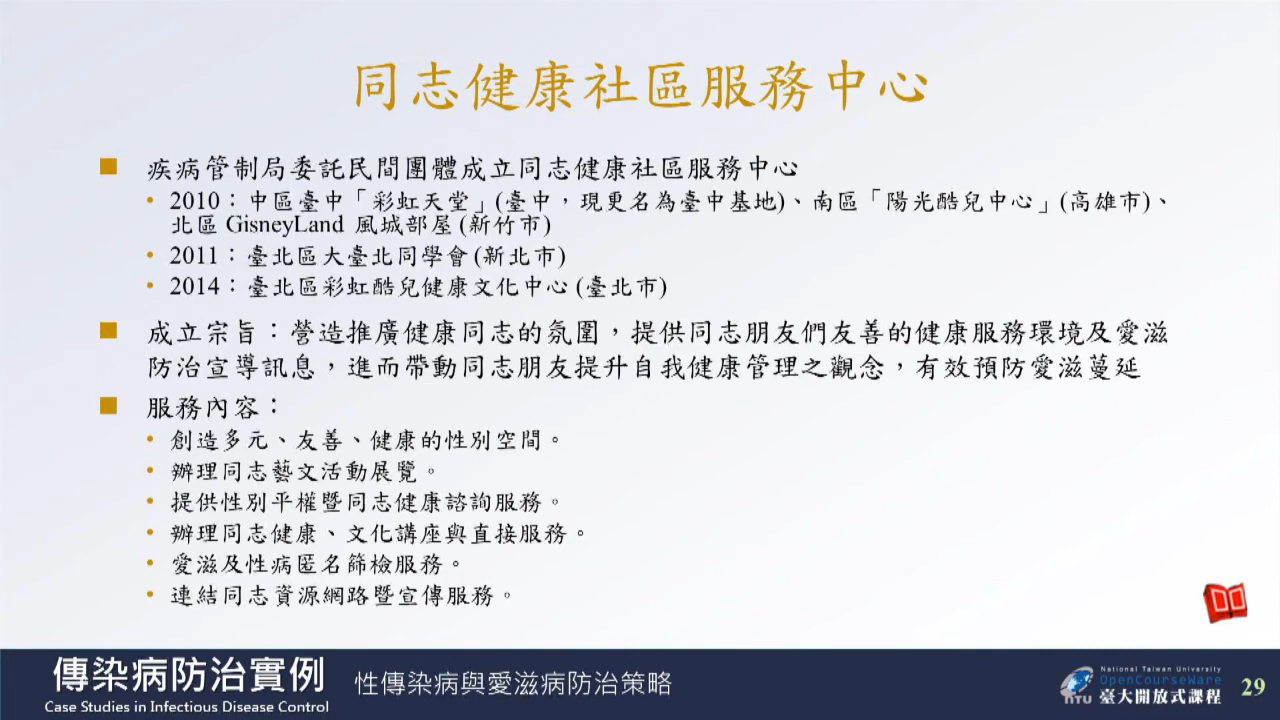 同志健康社區服務中心
■ 疾病管制局委託民間團體成立同志健康社區服務中心
• 2010：中區臺中「彩虹天堂」(臺中，現更名為臺中基地)、南區「陽光酷兒中心」(高雄市)、
北區 GisneyLand 風城部屋 (新竹市)
• 2011：臺北區大臺北同學會 (新北市)
• 2014：臺北區彩虹酷兒健康文化中心 (臺北市)
■ 成立宗旨：營造推廣健康同志的氛圍，提供同志朋友們友善的健康服務環境及愛滋
防治宣導訊息，進而帶動同志朋友提升自我健康管理之觀念，有效預防愛滋蔓延
■ 服務內容：
• 創造多元、友善、健康的性別空間。
• 辦理同志藝文活動展覽。
• 提供性別平權暨同志健康諮詢服務。
• 辦理同志健康、文化講座與直接服務。
• 愛滋及性病匿名篩檢服務。
• 連結同志資源網路暨宣傳服務。
傳染病防治實例
Case Studies in Infectious Disease Control
性傳染病與愛滋病防治策略
NTU
National Taiwan University
OpenCourseWare
臺大開放式課程
29